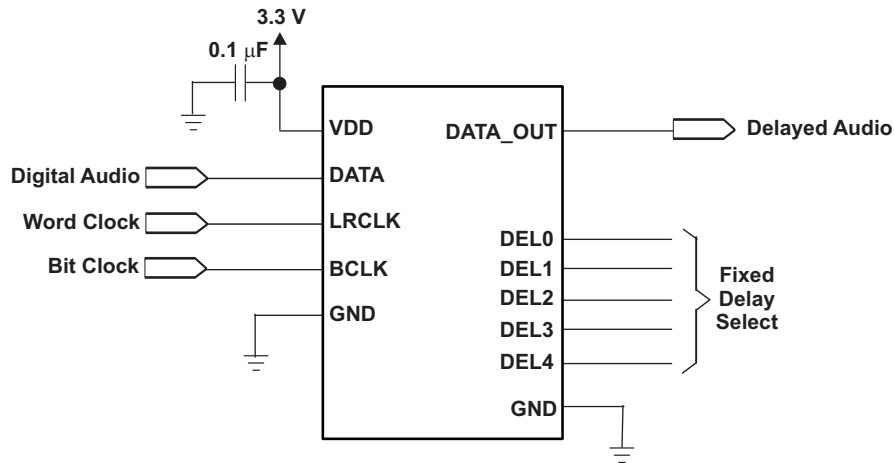 3.3 V
0.1 μF
VDD
DATA_OUT
Delayed Audio
Digital Audio
DATA
Word Clock
LRCLK
Bit Clock
BCLK
GND
DEL0
DEL1
DEL2
DEL3
DEL4
Fixed
Delay
Select
GND